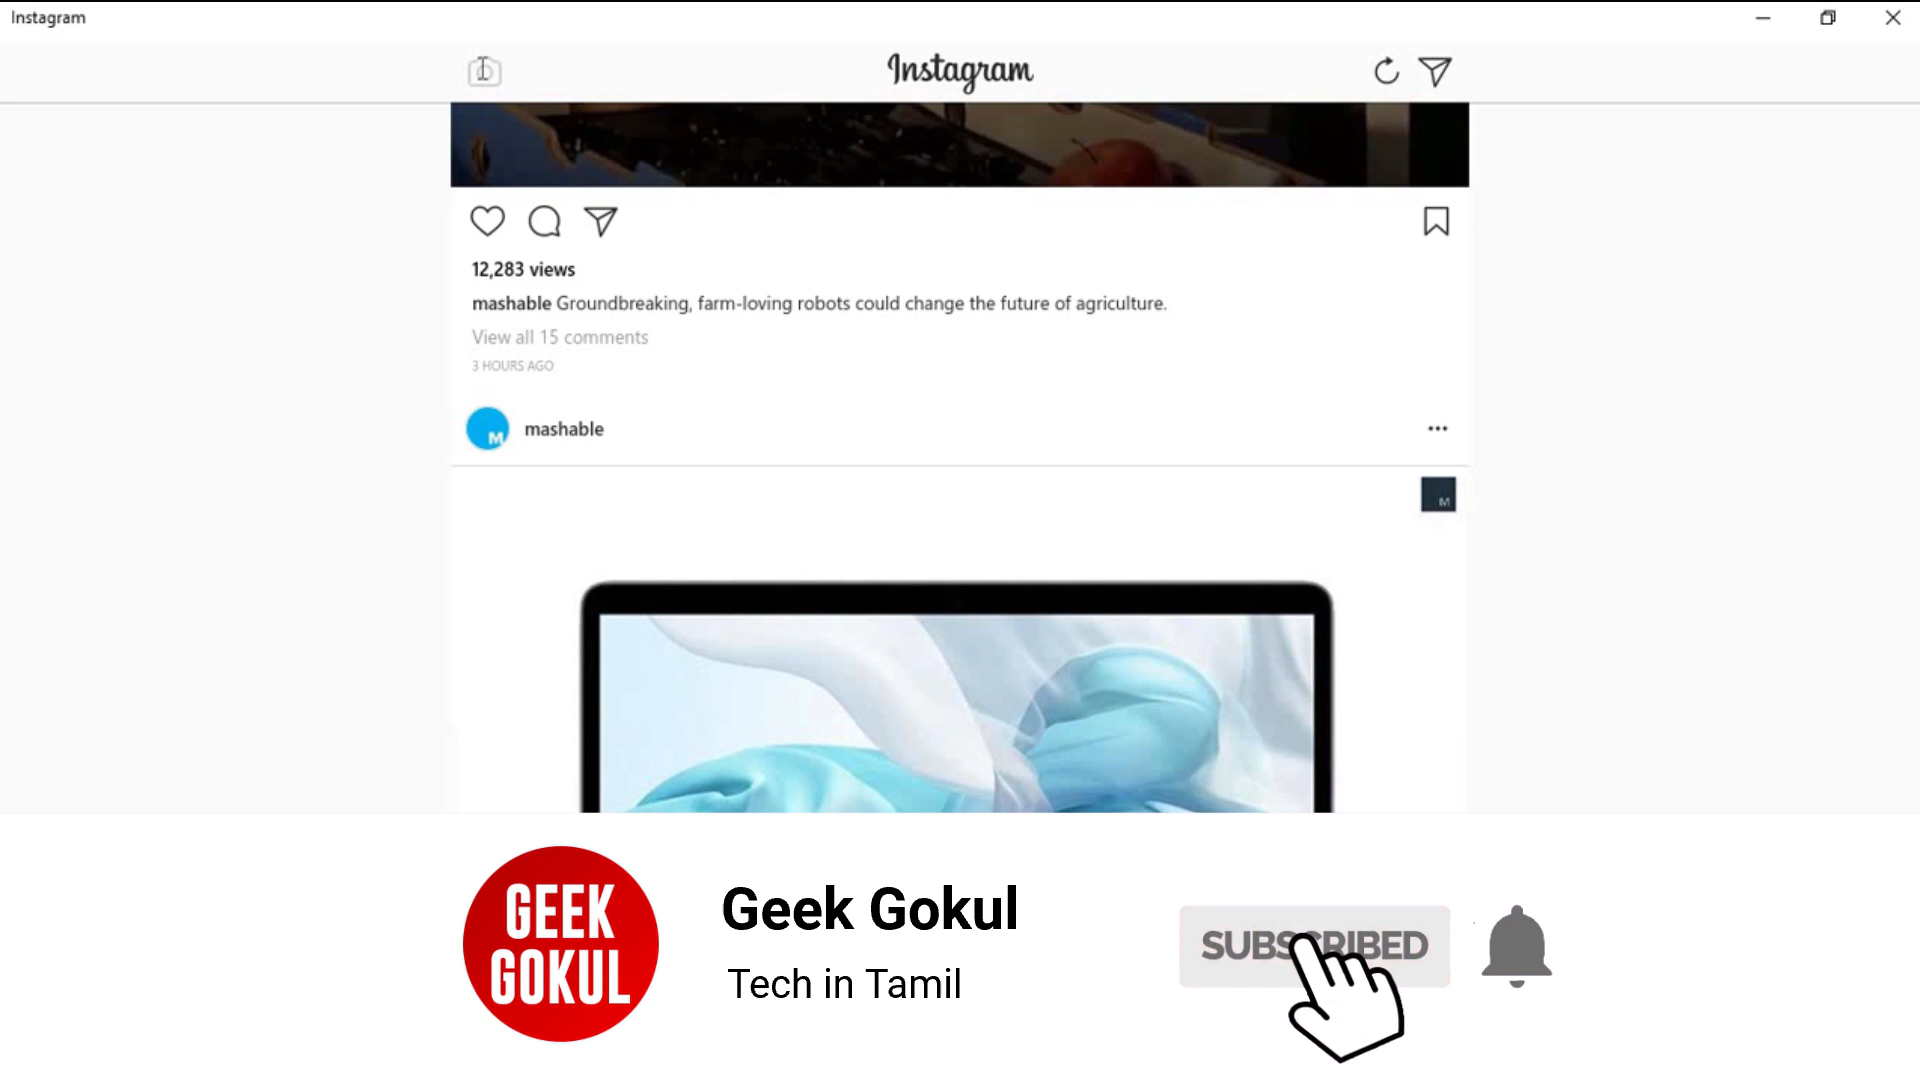 Instagram
Instagram
12,283 views
mashable Groundbreaking, farm-loving robots could change the future of agriculture.
View all 15 comments
3 HOURS AGO
M
mashable
M
GEEK
GOKUL
Geek Gokul
Tech in Tamil
SUBSCRIBED